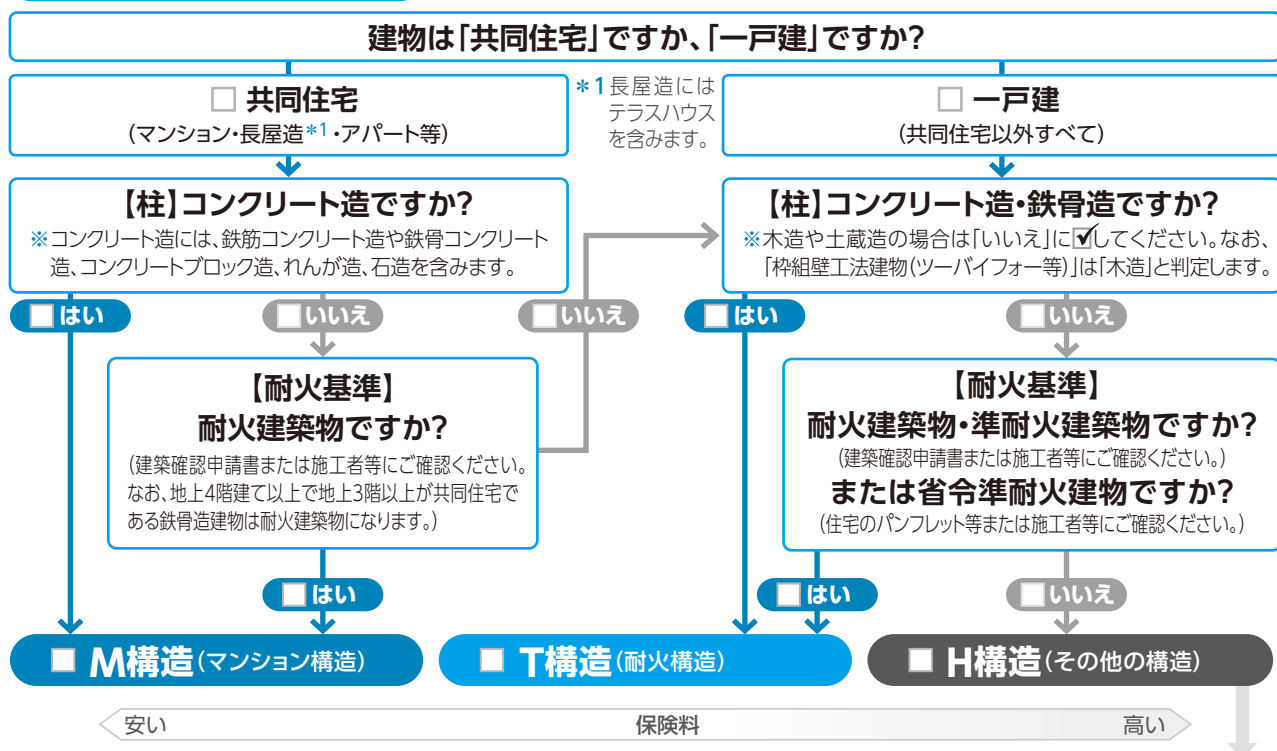 建物は「共同住宅」ですか、「一戸建」ですか?
共同住宅
(マンション・長屋造*1・アパート等)
*1 長屋造には
テラスハウス
を含みます。
一戸建
(共同住宅以外すべて)
【柱】コンクリート造ですか?
※コンクリート造には、鉄筋コンクリート造や鉄骨コンクリート
造、コンクリートブロック造、れんが造、石造を含みます。
はい
いいえ
いいえ
【柱】コンクリート造・鉄骨造ですか?
※木造や土蔵造の場合は「いいえ」に☑してください。なお、
「枠組壁工法建物(ツーバイフォー等)」は「木造」と判定します。
はい
いいえ
【耐火基準】
耐火建築物ですか?
(建築確認申請書または施工者等にご確認ください。
なお、地上4階建て以上で地上3階以上が共同住宅で
ある鉄骨造建物は耐火建築物になります。)
はい
【耐火基準】
耐火建築物・準耐火建築物ですか?
(建築確認申請書または施工者等にご確認ください。)
または省令準耐火建物ですか?
(住宅のパンフレット等または施工者等にご確認ください。)
はい
いいえ
M構造(マンション構造)
T構造(耐火構造)
H構造(その他の構造)
安い
保険料
高い